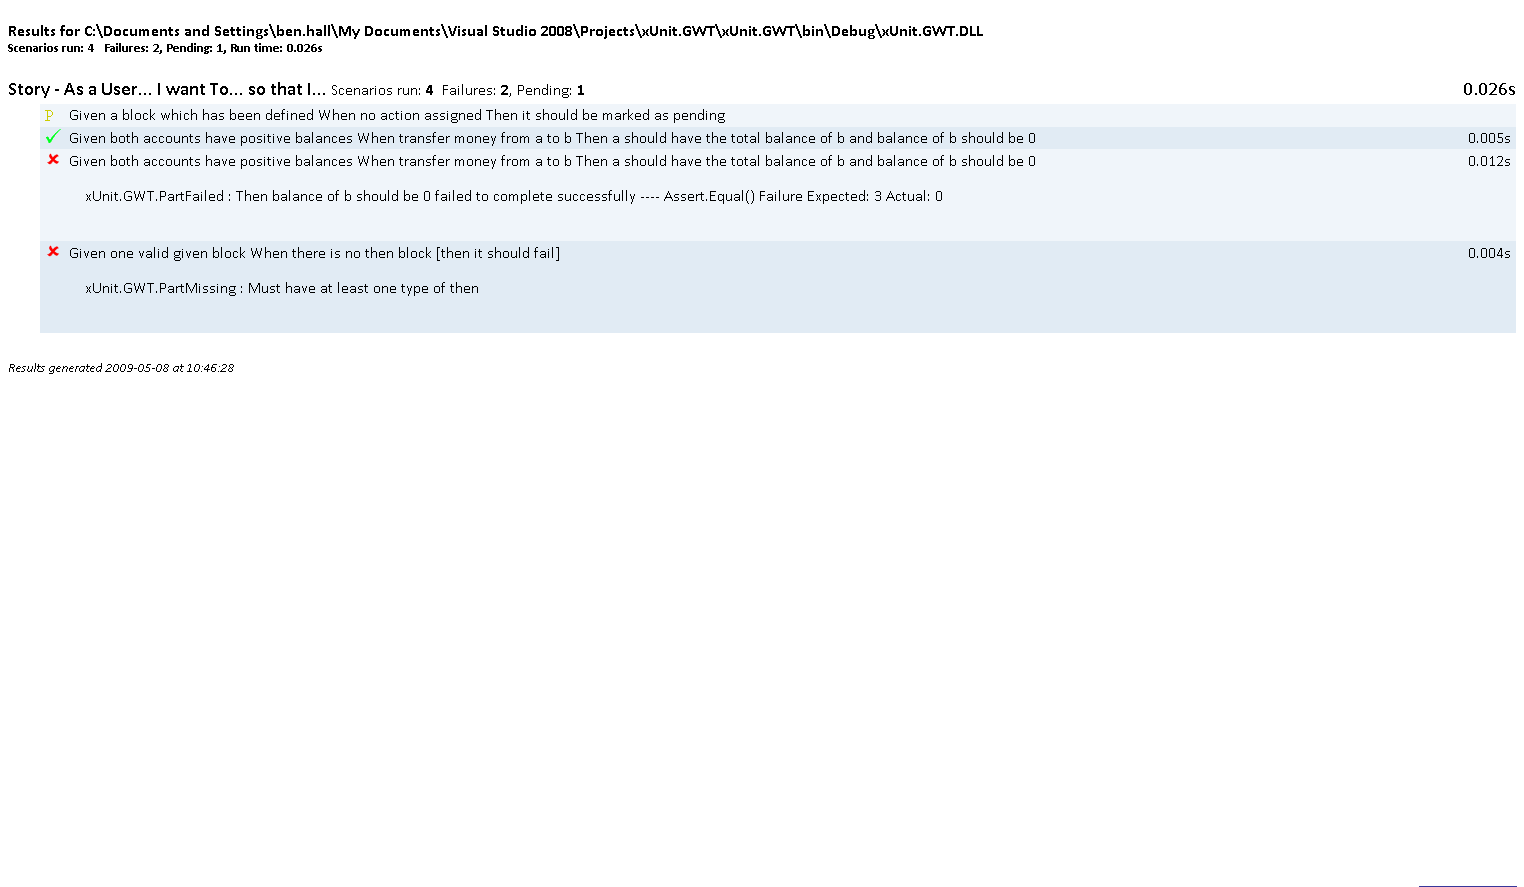 Results for C:\Documents and Settings\ben.hall\My Documents\Visual Studio 2008\Projects\xUnit.GWT\xUnit.GWT\bin\Debug\xUnit.GWT.DLL
Scenarios run: 4 Failures: 2, Pending: 1, Run time: 0.026s
Story - As a User... I want To... so that I... Scenarios run: 4 Failures: 2, Pending: 1 0.026s
P Given a block which has been defined When no action assigned Then it should be marked as pending
✓ Given both accounts have positive balances When transfer money from a to b Then a should have the total balance of b and balance of b should be 0 0.005s
✘ Given both accounts have positive balances When transfer money from a to b Then a should have the total balance of b and balance of b should be 0 0.012s
xUnit.GWT.PartFailed : Then balance of b should be 0 failed to complete successfully ---- Assert.Equal() Failure Expected: 3 Actual: 0
✘ Given one valid given block When there is no then block [then it should fail] 0.004s
xUnit.GWT.PartMissing : Must have at least one type of then
Results generated 2009-05-08 at 10:46:28